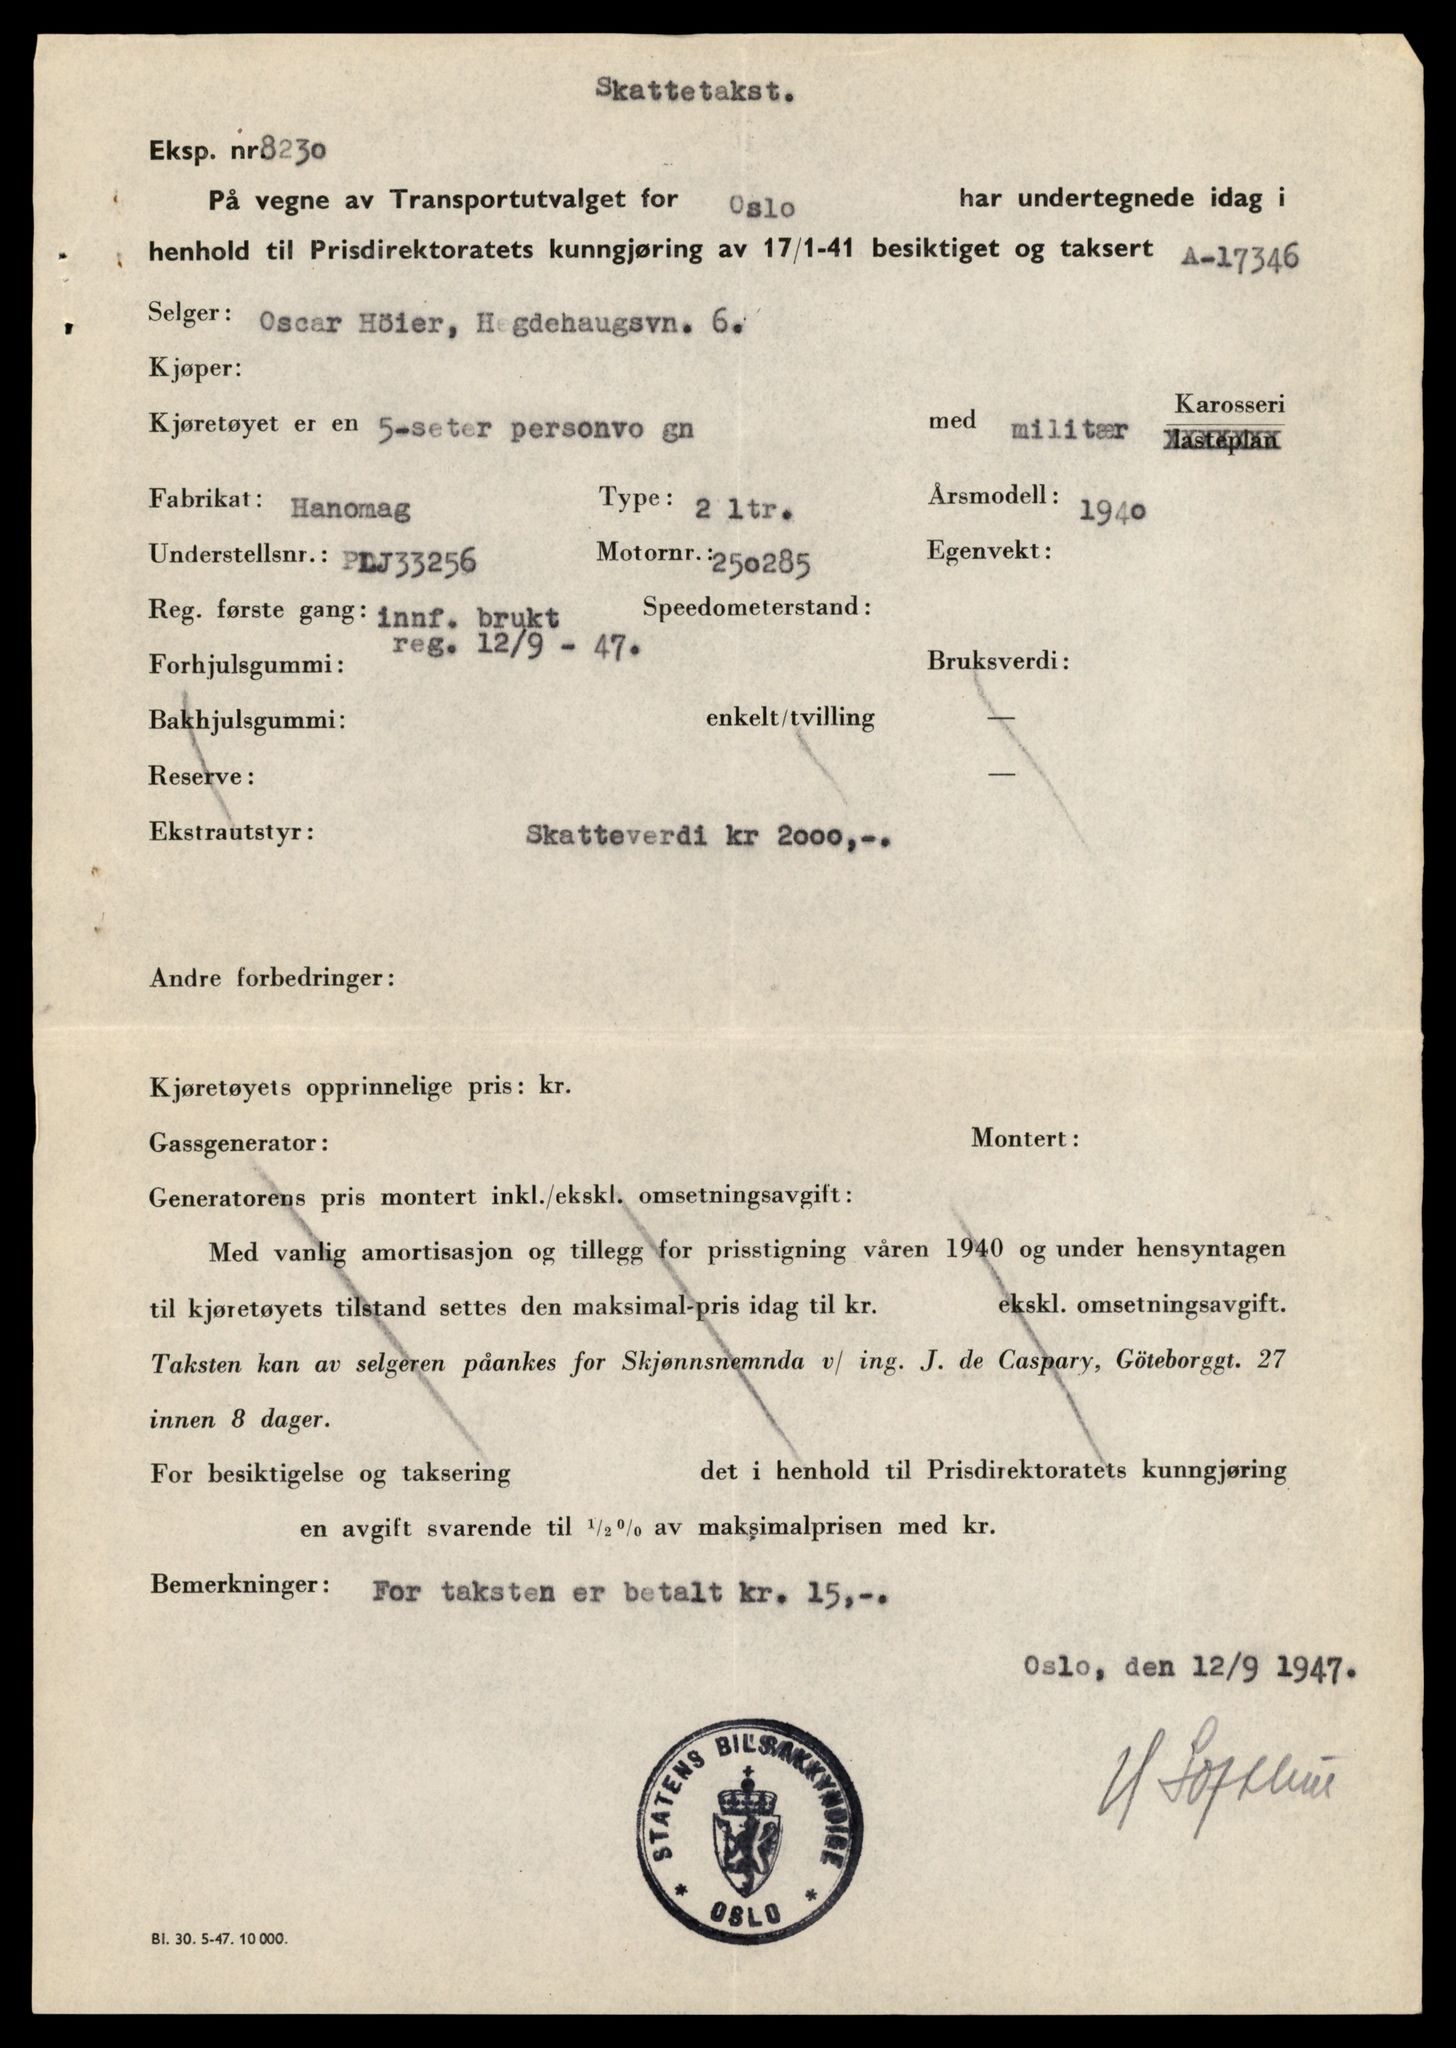 Skattetakst.
Eksp. nr. 8230
På vegne av Transportutvalget for Oslo har undertegnede idag i
henhold til Prisdirektoratets kunngjøring av 17/1-41 besiktiget og taksert A-17346
Selger: Oscar Höier, Hegdehaugsvn. 6.
Kjøper:
Kjøretøyet er en 5-seter personvo gn med militær Karosseri
lasteplan
Fabrikat: Hanomag Type: 2 ltr. Årsmodell: 1940
Understellsnr.: PLJ33256 Motornr.: 250285 Egenvekt:
Reg. første gang: innf. brukt Speedometerstand:
reg. 12/9 - 47.
Forhjulsgummi: Bruksverdi:
Bakhjulsgummi: enkelt/tvilling —
Reserve: —
Ekstrautstyr: Skatteverdi kr 2000,-.
Andre forbedringer:
Kjøretøyets opprinnelige pris: kr.
Gassgenerator: Montert:
Generatorens pris montert inkl./ekskl. omsetningsavgift:
Med vanlig amortisasjon og tillegg for prisstigning våren 1940 og under hensyntagen
til kjøretøyets tilstand settes den maksimal-pris idag til kr. ekskl. omsetningsavgift.
Taksten kan av selgeren påankes for Skjønnsnemnda v/ ing. J. de Caspary, Göteborggt. 27
innen 8 dager.
For besiktigelse og taksering det i henhold til Prisdirektoratets kunngjøring
en avgift svarende til 1/2 % av maksimalprisen med kr.
Bemerkninger: For taksten er betalt kr. 15,-.
Oslo, den 12/9 1947.
STATENS BILSAKKYNDIGE
* OSLO *
Bl. 30. 5-47. 10 000.